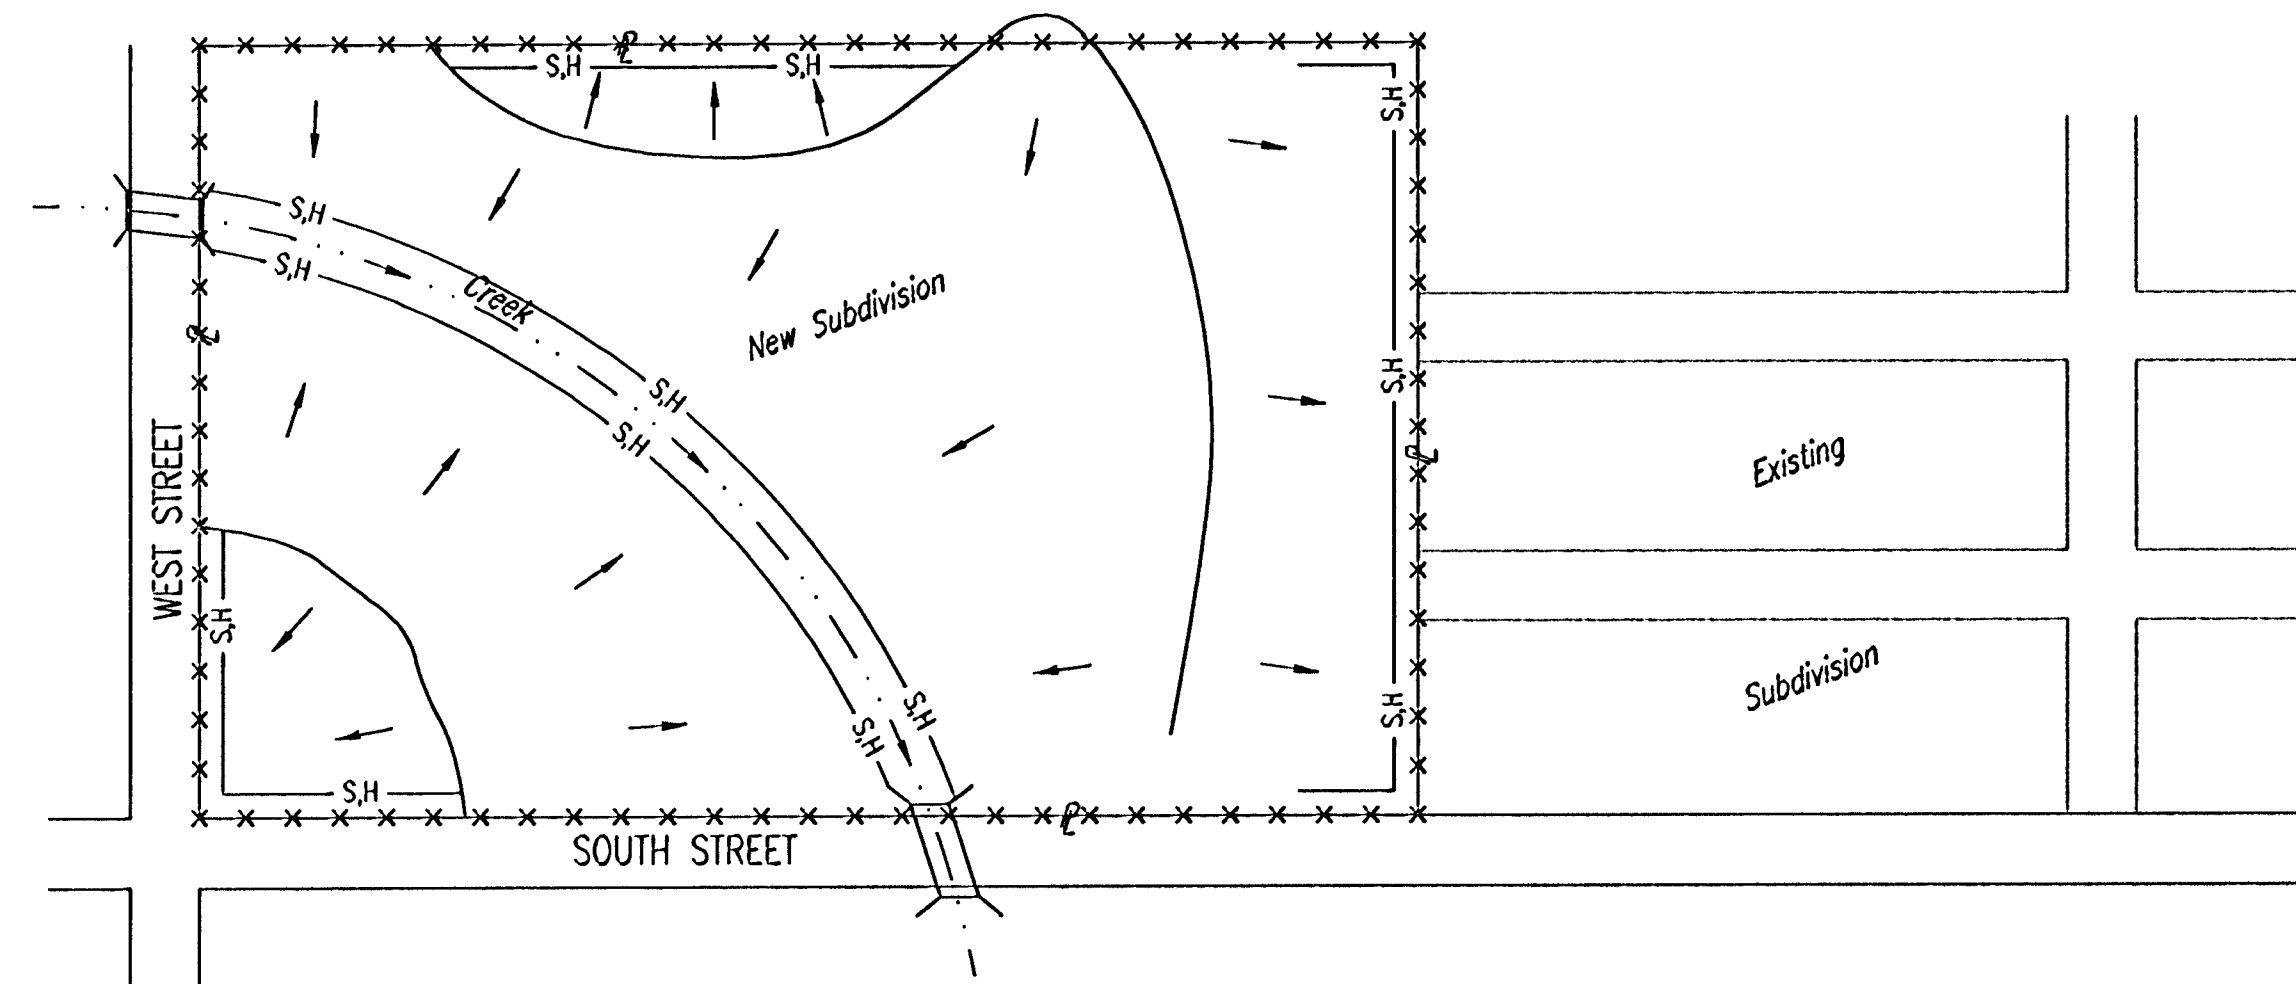 ℄
S,H
S,H
S,H
S,H
S,H
Creek
New Subdivision
℄
S,H
S,H
S,H
℄
Existing
WEST STREET
S,H
Subdivision
S,H
S,H
S,H
S,H
℄
SOUTH STREET